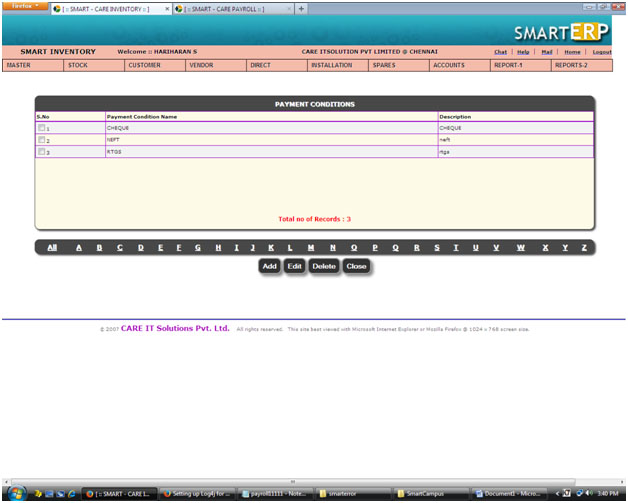 Firefox
[ :: SMART - CARE INVENTORY :: ] × [ :: SMART - CARE PAYROLL :: ] × +
SMARTERP
SMART INVENTORY Welcome :: HARIHARAN S CARE ITSOLUTION PVT LIMITED @ CHENNAI Chat | Help | Mail | Home | Logout
MASTER STOCK CUSTOMER VENDOR DIRECT INSTALLATION SPARES ACCOUNTS REPORT-1 REPORTS-2
PAYMENT CONDITIONS
S.No Payment Condition Name Description
1 CHEQUE CHEQUE
2 NEFT neft
3 RTGS rtgs
Total no of Records : 3
All A B C D E F G H I J K L M N O P Q R S T U V W X Y Z
Add Edit Delete Close
© 2007 CARE IT Solutions Pvt. Ltd. All rights reserved. This site best viewed with Microsoft Internet Explorer or Mozilla Firefox @ 1024 x 768 screen size.
[ :: SMART - CARE I... Setting up Log4j for ... payroll11111 - Note... smarterror SmartCampus Document1 - Micro... 3:40 PM